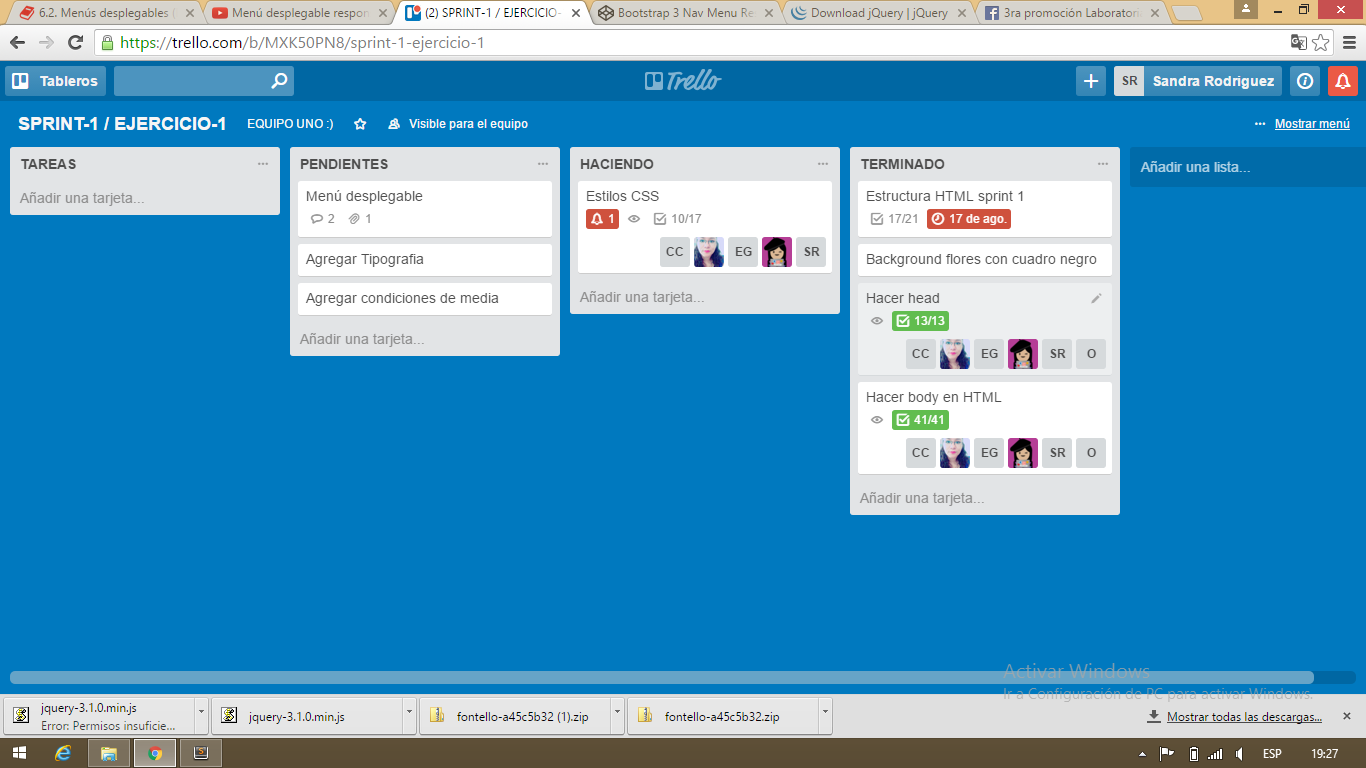 6.2. Menús desplegables (
Menú desplegable respon
(2) SPRINT-1 / EJERCICIO-
Bootstrap 3 Nav Menu Re
Download jQuery | jQuery
3ra promoción Laboratori
https://trello.com/b/MXK50PN8/sprint-1-ejercicio-1
Tableros
Trello
SR
Sandra Rodríguez
SPRINT-1 / EJERCICIO-1
EQUIPO UNO :)
Visible para el equipo
Mostrar menú
TAREAS
Añadir una tarjeta...
PENDIENTES
Menú desplegable
2
1
Agregar Tipografia
Agregar condiciones de media
Añadir una tarjeta...
HACIENDO
Estilos CSS
1
10/17
CC
EG
SR
Añadir una tarjeta...
TERMINADO
Estructura HTML sprint 1
17/21
17 de ago.
Background flores con cuadro negro
Hacer head
13/13
CC
EG
SR
O
Hacer body en HTML
41/41
CC
EG
SR
O
Añadir una tarjeta...
Añadir una lista...
Activar Windows
Ir a Configuración de PC para activar Windows.
jquery-3.1.0.min.js
Error: Permisos insuficie...
jquery-3.1.0.min.js
fontello-a45c5b32 (1).zip
fontello-a45c5b32.zip
Mostrar todas las descargas...
ESP
19:27